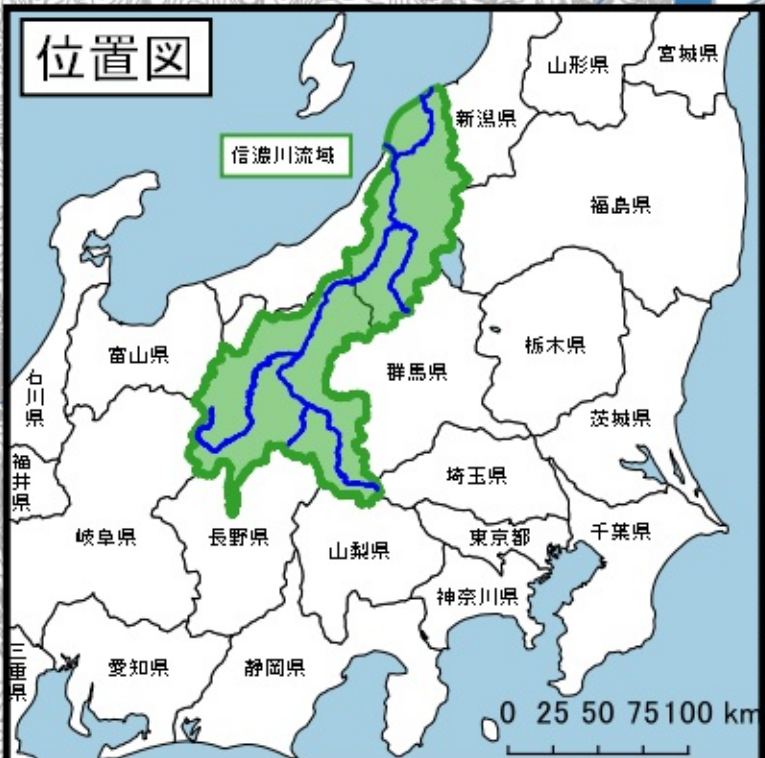 位置図
宮城県
山形県
新潟県
信濃川流域
福島県
富山県
栃木県
群馬県
石川県
茨城県
福井県
埼玉県
岐阜県
長野県
山梨県
東京都
千葉県
神奈川県
三重県
愛知県
静岡県
0 25 50 75 100 km